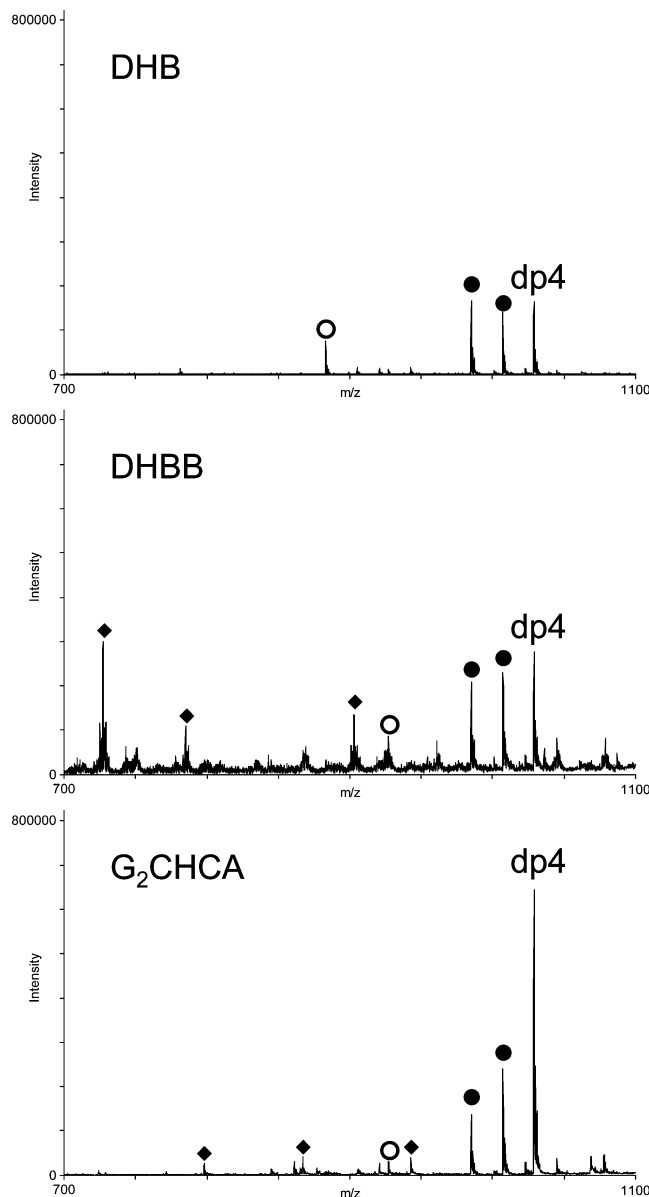 800000
DHB
Intensity
dp4
0
700
m/z
1100
800000
DHBB
Intensity
dp4
0
700
m/z
1100
800000
G₂CHCA
dp4
Intensity
0
700
m/z
1100